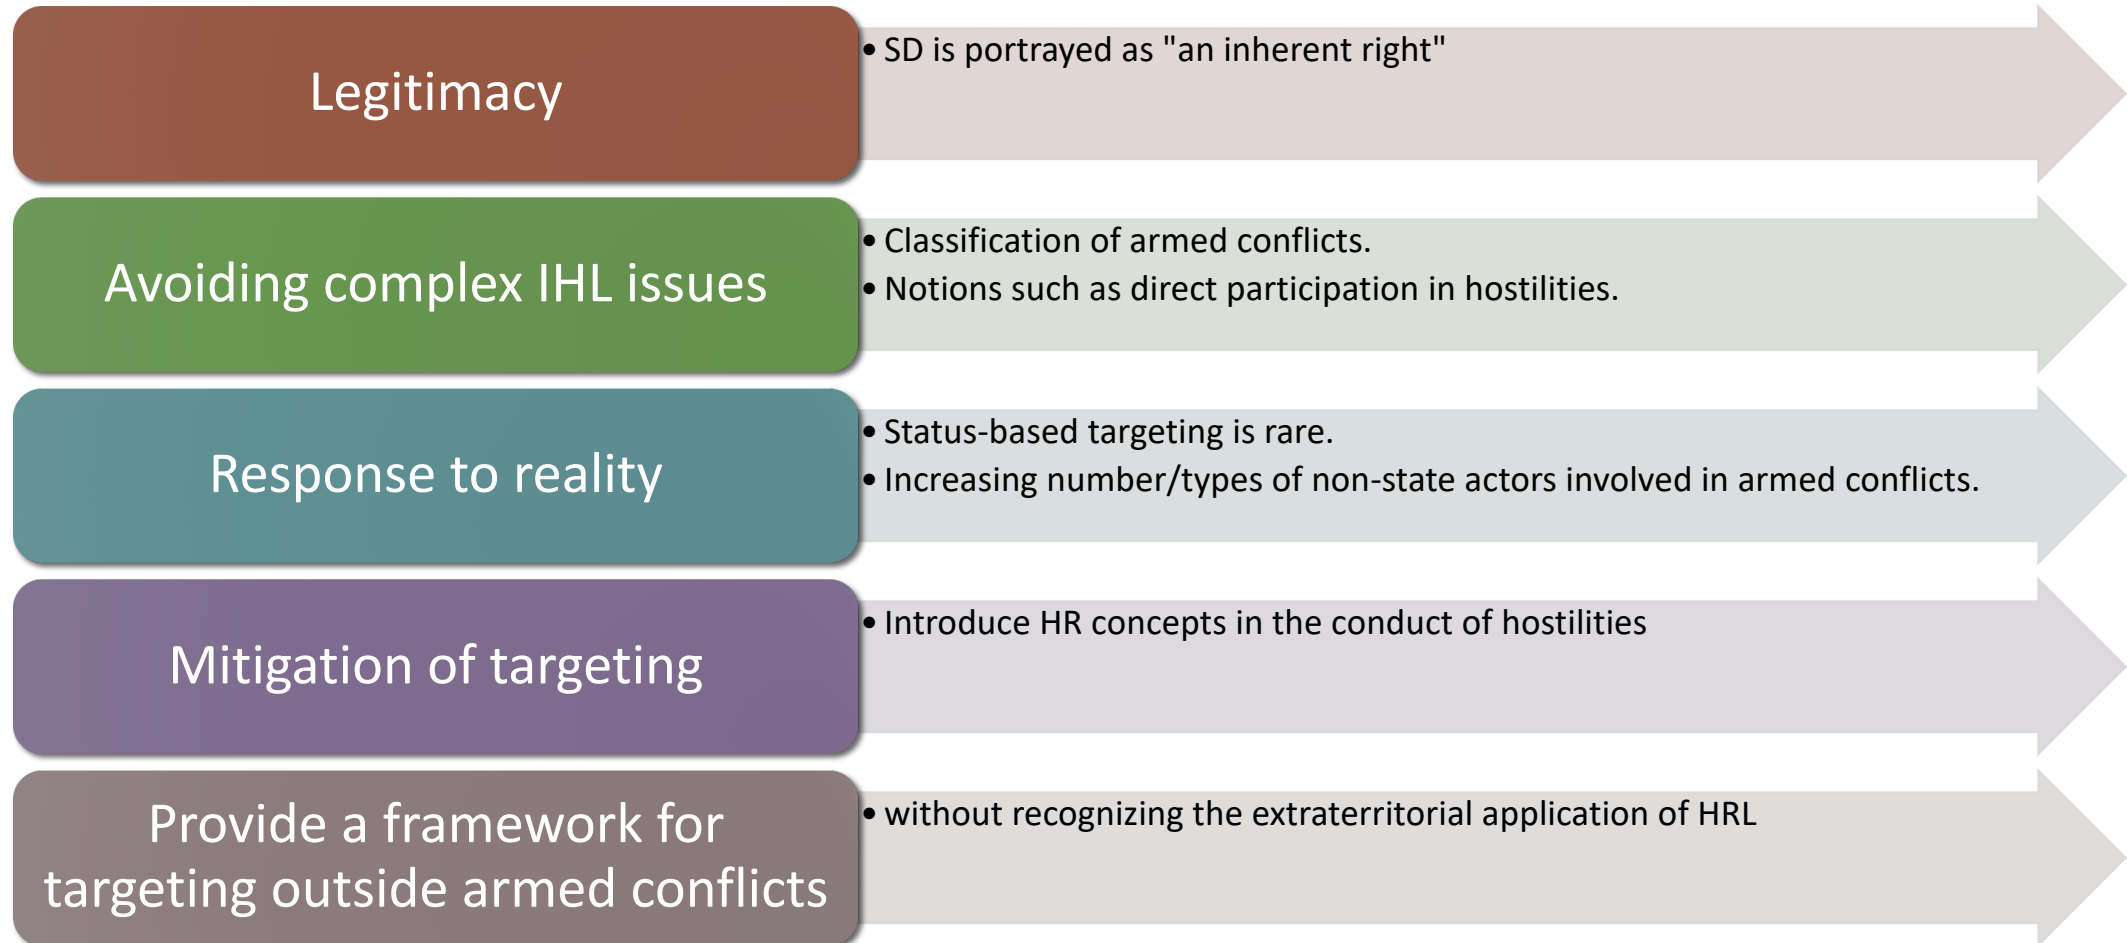 Legitimacy
• SD is portrayed as "an inherent right"
Avoiding complex IHL issues
• Classification of armed conflicts.
• Notions such as direct participation in hostilities.
Response to reality
• Status-based targeting is rare.
• Increasing number/types of non-state actors involved in armed conflicts.
Mitigation of targeting
• Introduce HR concepts in the conduct of hostilities
Provide a framework for
targeting outside armed conflicts
• without recognizing the extraterritorial application of HRL